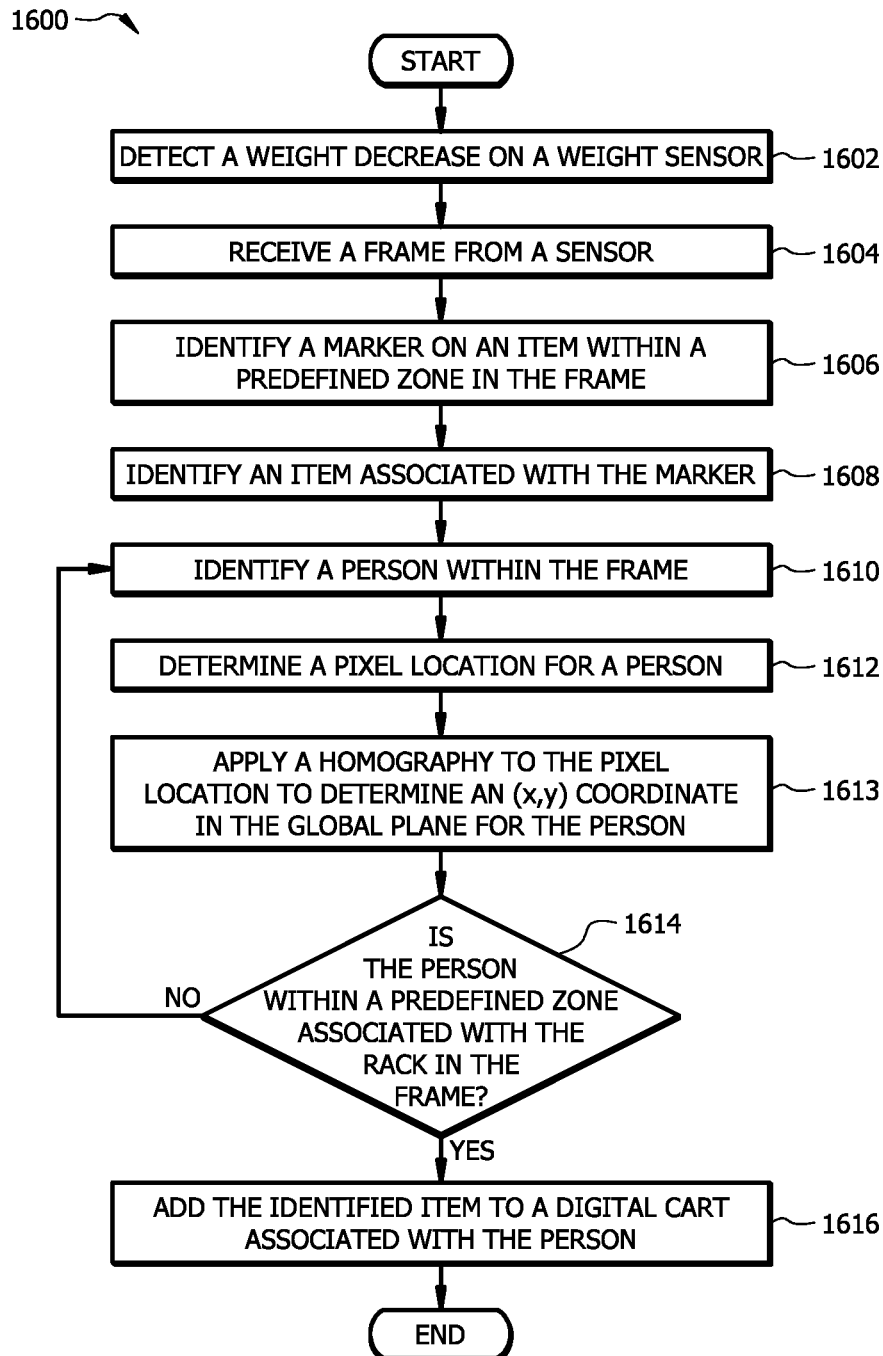 1600
START
DETECT A WEIGHT DECREASE ON A WEIGHT SENSOR
1602
RECEIVE A FRAME FROM A SENSOR
1604
IDENTIFY A MARKER ON AN ITEM WITHIN A
PREDEFINED ZONE IN THE FRAME
1606
IDENTIFY AN ITEM ASSOCIATED WITH THE MARKER
1608
IDENTIFY A PERSON WITHIN THE FRAME
1610
DETERMINE A PIXEL LOCATION FOR A PERSON
1612
APPLY A HOMOGRAPHY TO THE PIXEL
LOCATION TO DETERMINE AN (x,y) COORDINATE
IN THE GLOBAL PLANE FOR THE PERSON
1613
IS
THE PERSON
WITHIN A PREDEFINED ZONE
ASSOCIATED WITH THE
RACK IN THE
FRAME?
1614
NO
YES
ADD THE IDENTIFIED ITEM TO A DIGITAL CART
ASSOCIATED WITH THE PERSON
1616
END